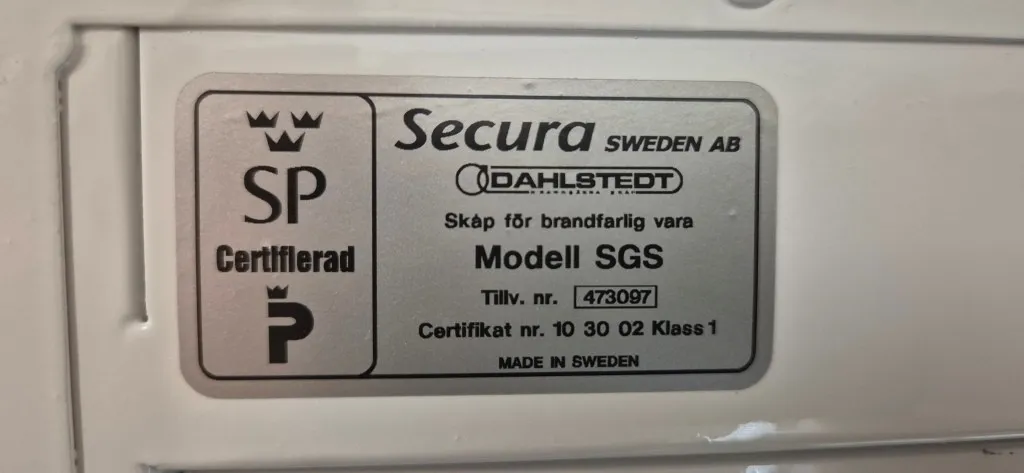 SP
Certifierad
P
Secura SWEDEN AB
DAHLSTEDT
Skåp för brandfarlig vara
Modell SGS
Tillv. nr. 473097
Certifikat nr. 10 30 02 Klass 1
MADE IN SWEDEN